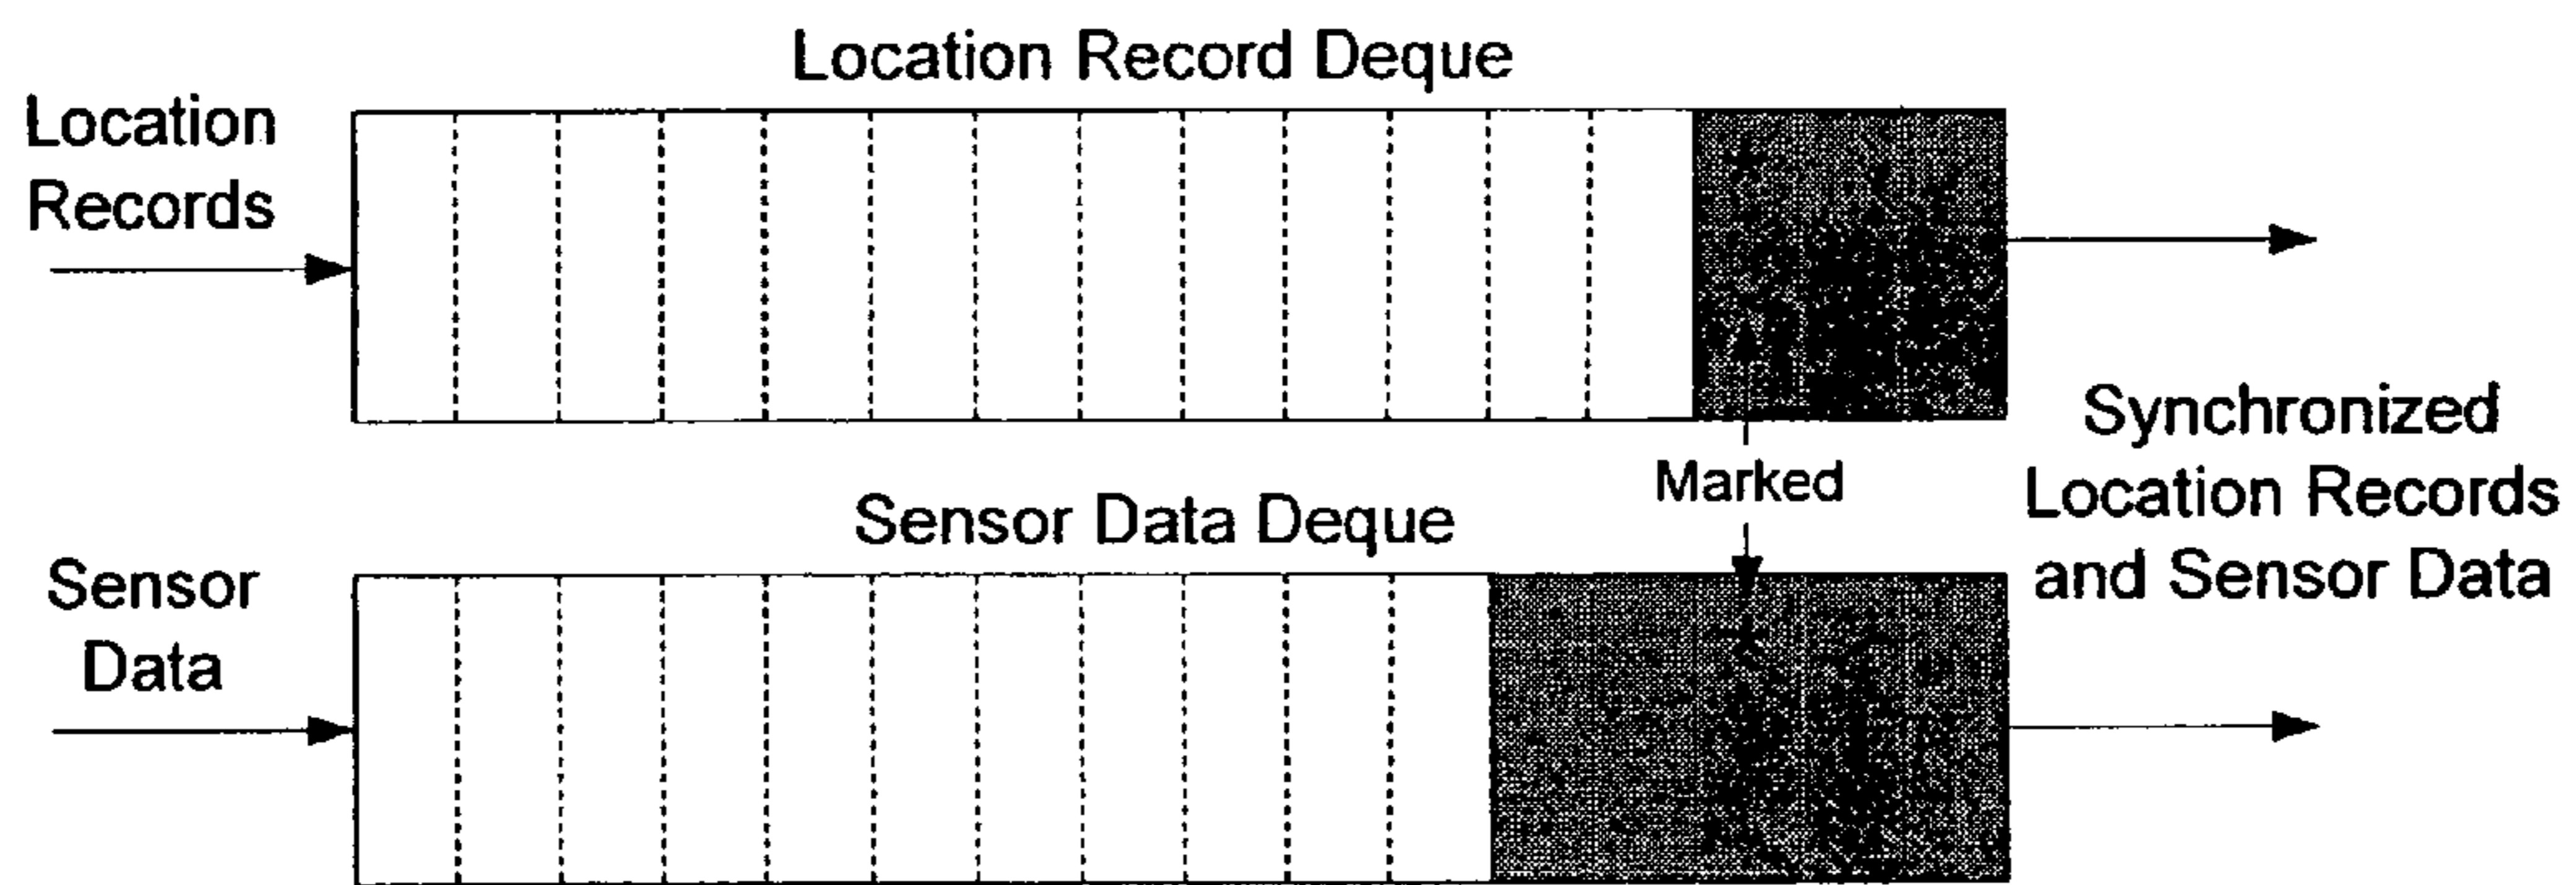 Location Record Deque
Location
Records
Marked
Sensor Data Deque
Sensor
Data
Synchronized
Location Records
and Sensor Data